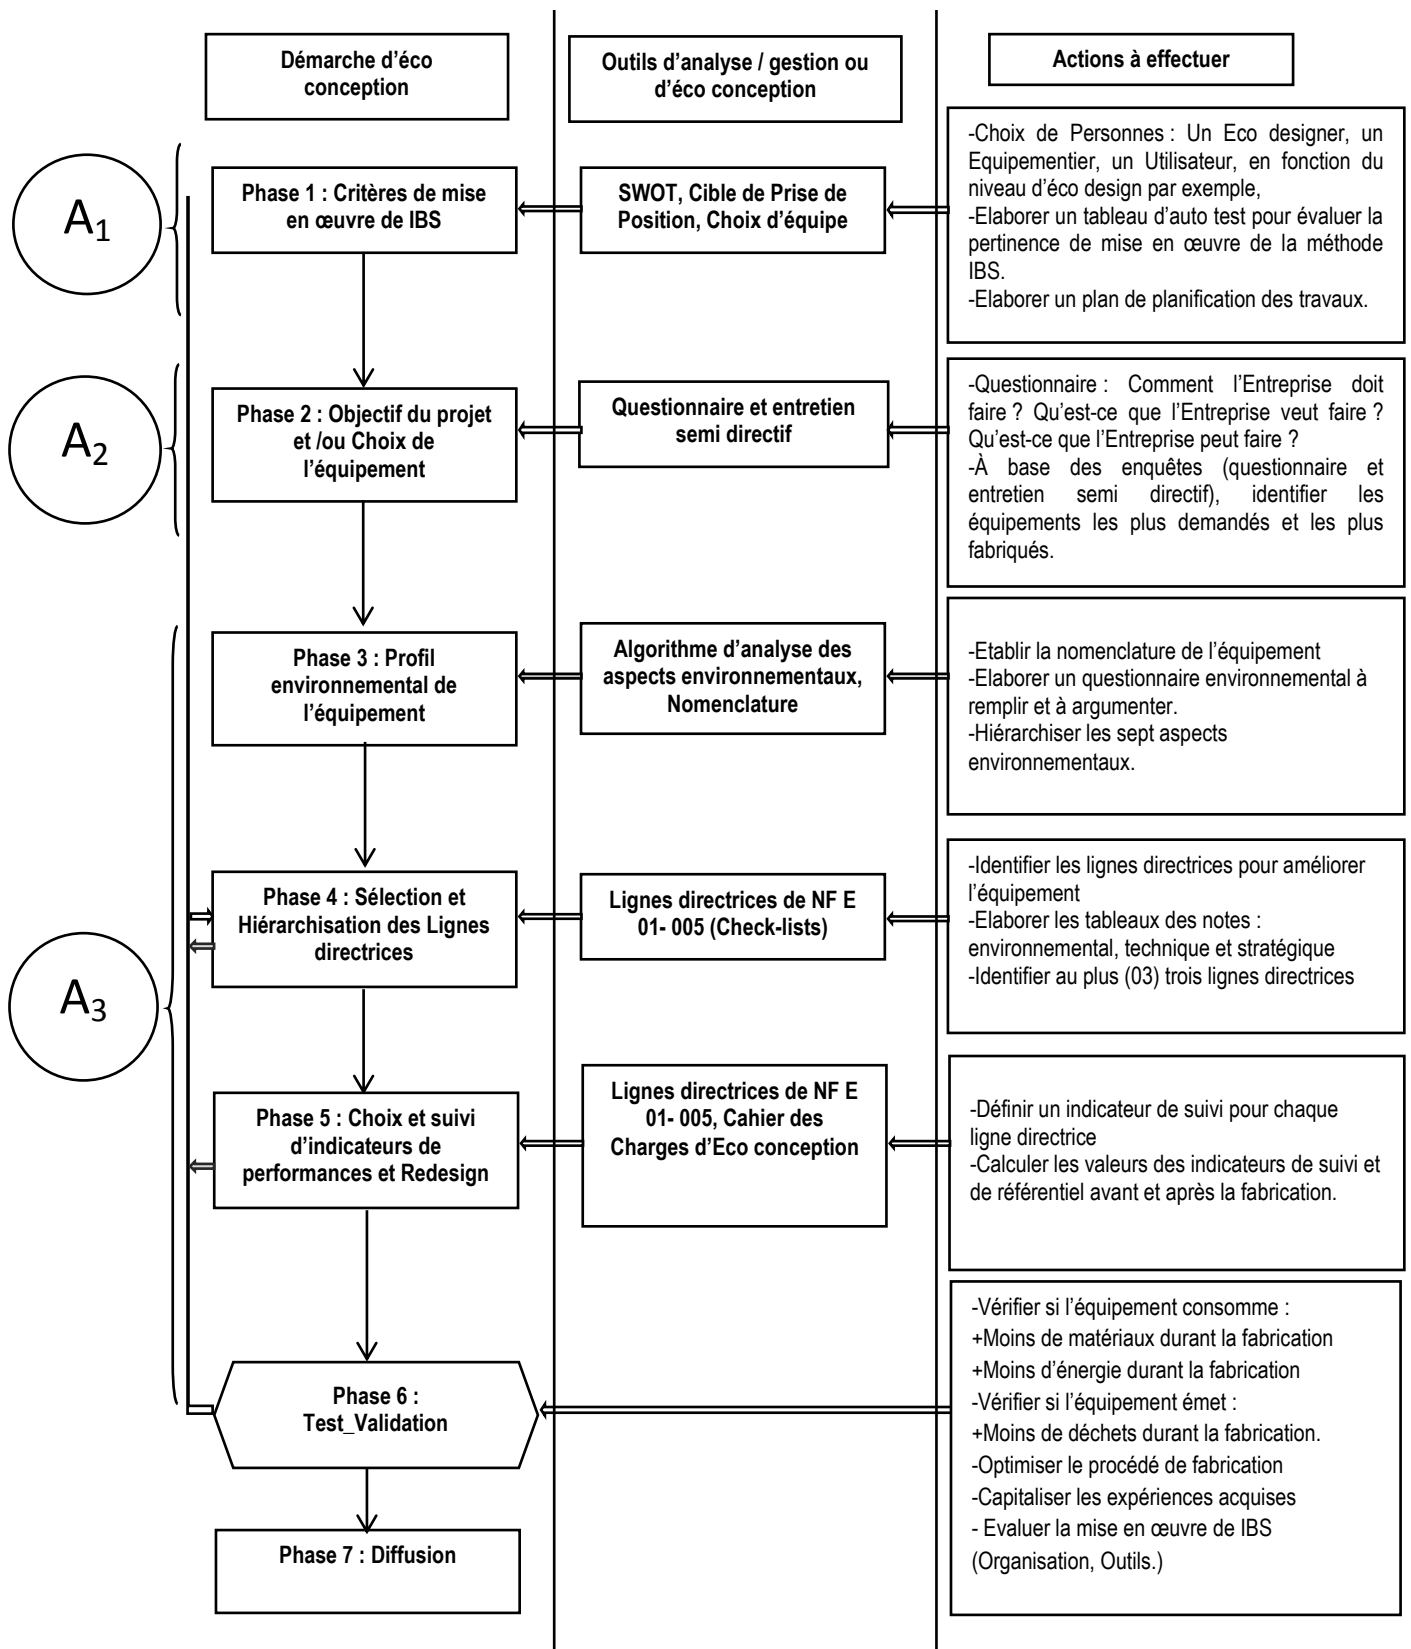 Démarche d'éco
conception
Outils d'analyse / gestion ou
d'éco conception
Actions à effectuer
A1
Phase 1 : Critères de mise
en œuvre de IBS
SWOT, Cible de Prise de
Position, Choix d'équipe
-Choix de Personnes : Un Eco designer, un
Equipementier, un Utilisateur, en fonction du
niveau d'éco design par exemple,
-Elaborer un tableau d'auto test pour évaluer la
pertinence de mise en œuvre de la méthode
IBS.
-Elaborer un plan de planification des travaux.
A2
Phase 2 : Objectif du projet
et /ou Choix de
l'équipement
Questionnaire et entretien
semi directif
-Questionnaire : Comment l'Entreprise doit
faire ? Qu'est-ce que l'Entreprise veut faire ?
Qu'est-ce que l'Entreprise peut faire ?
-À base des enquêtes (questionnaire et
entretien semi directif), identifier les
équipements les plus demandés et les plus
fabriqués.
A3
Phase 3 : Profil
environnemental de
l'équipement
Algorithme d'analyse des
aspects environnementaux,
Nomenclature
-Etablir la nomenclature de l'équipement
-Elaborer un questionnaire environnemental à
remplir et à argumenter.
-Hiérarchiser les sept aspects
environnementaux.
Phase 4 : Sélection et
Hiérarchisation des Lignes
directrices
Lignes directrices de NF E
01- 005 (Check-lists)
-Identifier les lignes directrices pour améliorer
l'équipement
-Elaborer les tableaux des notes :
environnemental, technique et stratégique
-Identifier au plus (03) trois lignes directrices
Phase 5 : Choix et suivi
d'indicateurs de
performances et Redesign
Lignes directrices de NF E
01- 005, Cahier des
Charges d'Eco conception
-Définir un indicateur de suivi pour chaque
ligne directrice
-Calculer les valeurs des indicateurs de suivi et
de référentiel avant et après la fabrication.
Phase 6 :
Test_Validation
-Vérifier si l'équipement consomme :
+Moins de matériaux durant la fabrication
+Moins d'énergie durant la fabrication
-Vérifier si l'équipement émet :
+Moins de déchets durant la fabrication.
-Optimiser le procédé de fabrication
-Capitaliser les expériences acquises
- Evaluer la mise en œuvre de IBS
(Organisation, Outils.)
Phase 7 : Diffusion